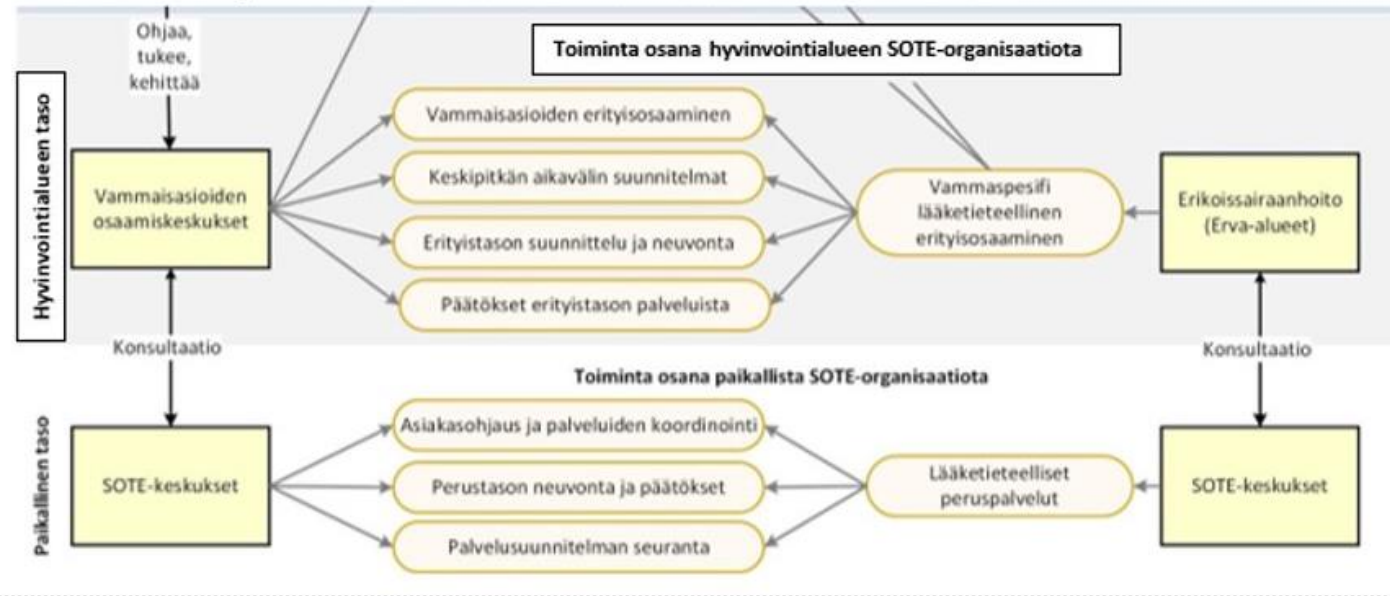 Ohjaa,
tukee,
kehittää
Toiminta osana hyvinvointialueen SOTE-organisaatiota
Hyvinvointialueen taso
Vammaisasioiden
osaamiskeskukset
Vammaisasioiden erityisosaaminen
Keskipitkän aikavälin suunnitelmat
Erityistason suunnittelu ja neuvonta
Päätökset erityistason palveluista
Vammaspesifi
lääketieteellinen
erityisosaaminen
Erikoissairaanhoito
(Erva-alueet)
Konsultaatio
Konsultaatio
Toiminta osana paikallista SOTE-organisaatiota
Paikallinen taso
SOTE-keskukset
Asiakasohjaus ja palveluiden koordinointi
Perustason neuvonta ja päätökset
Palvelusuunnitelman seuranta
Lääketieteelliset
peruspalvelut
SOTE-keskukset